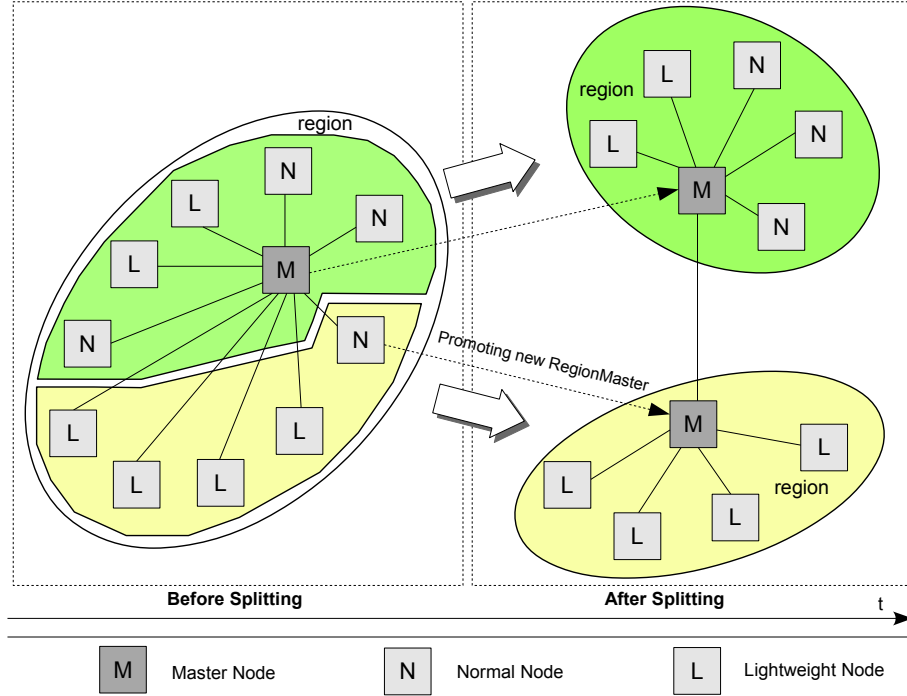 region
N
L
N
L
M
N
N
L
L
L
L
Promoting new RegionMaster
L
N
region
L
N
M
N
M
L
L
region
L
L
Before Splitting
After Splitting
t
M
Master Node
N
Normal Node
L
Lightweight Node